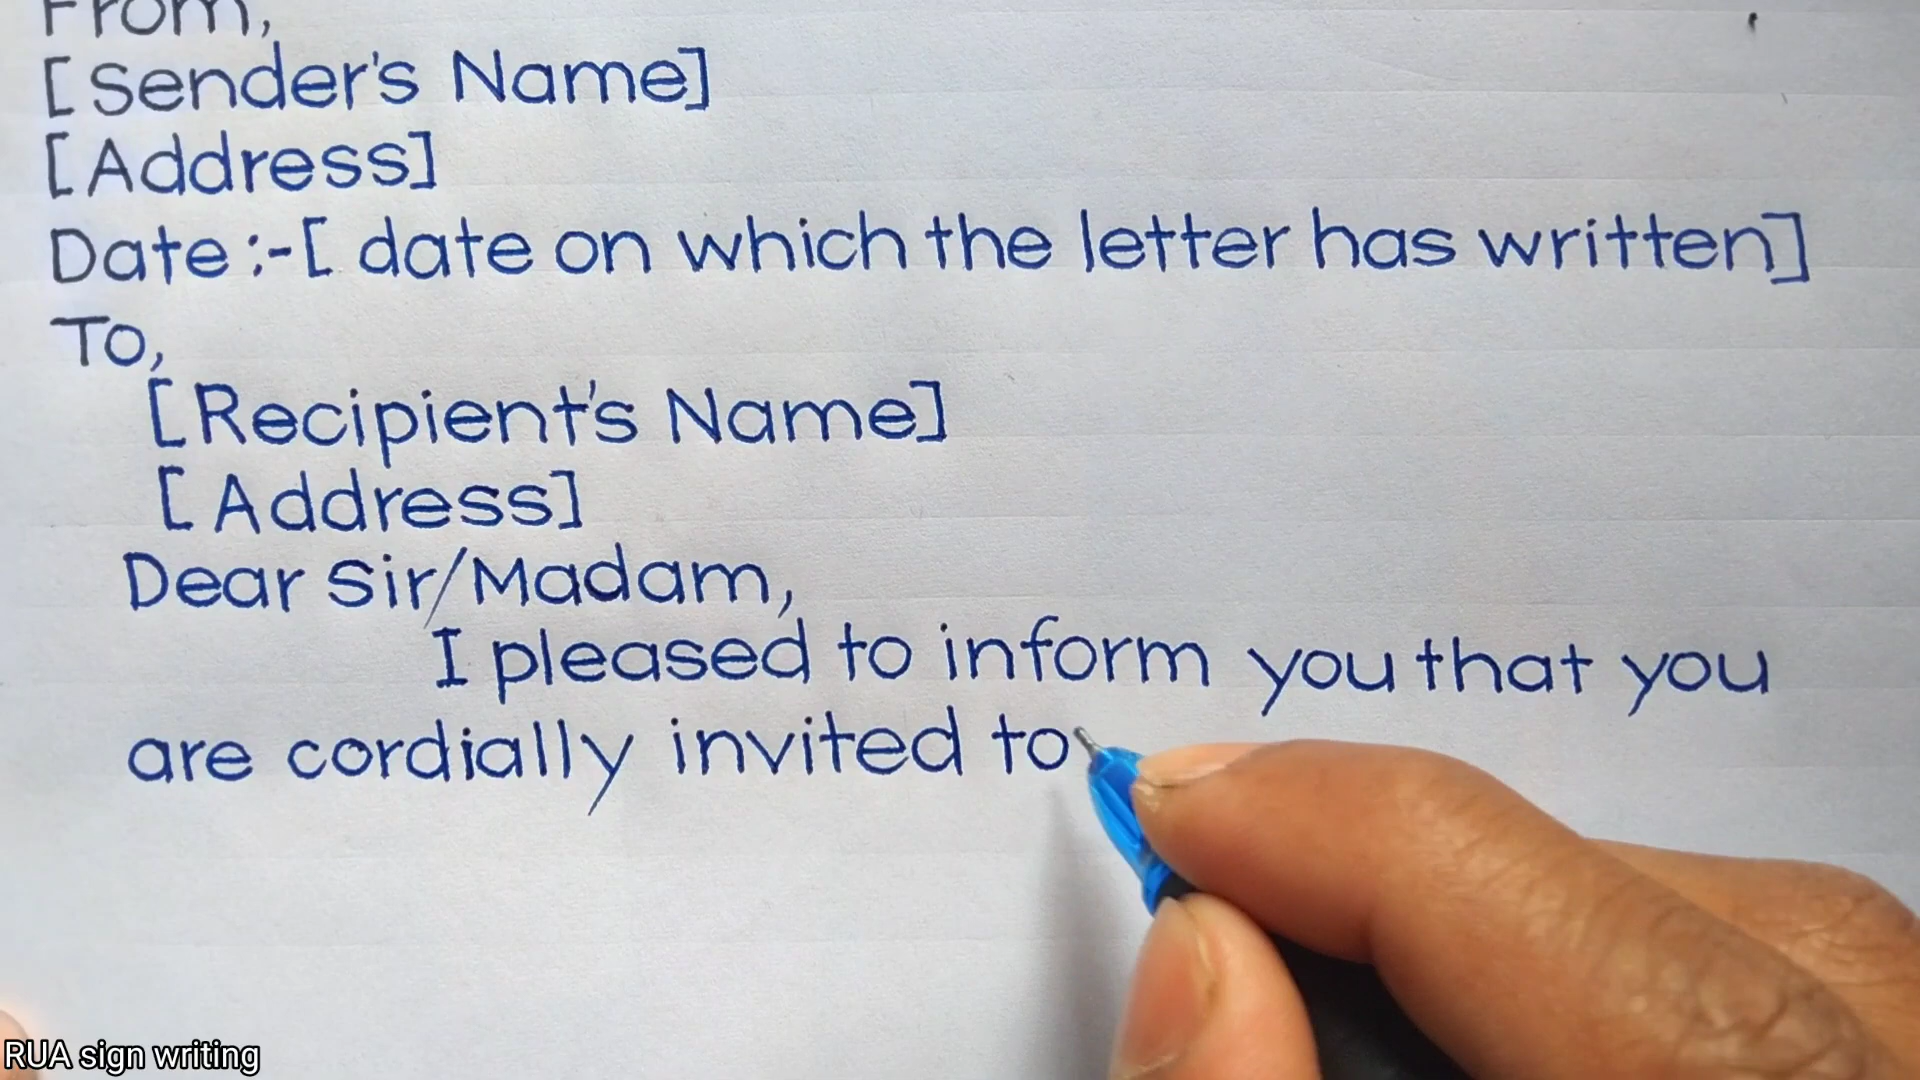 From,
[Sender's Name]
[Address]
Date :- [ date on which the letter has written]
To,
[Recipient's Name]
[Address]
Dear Sir/Madam,
I pleased to inform you that you
are cordially invited to
RUA sign writing